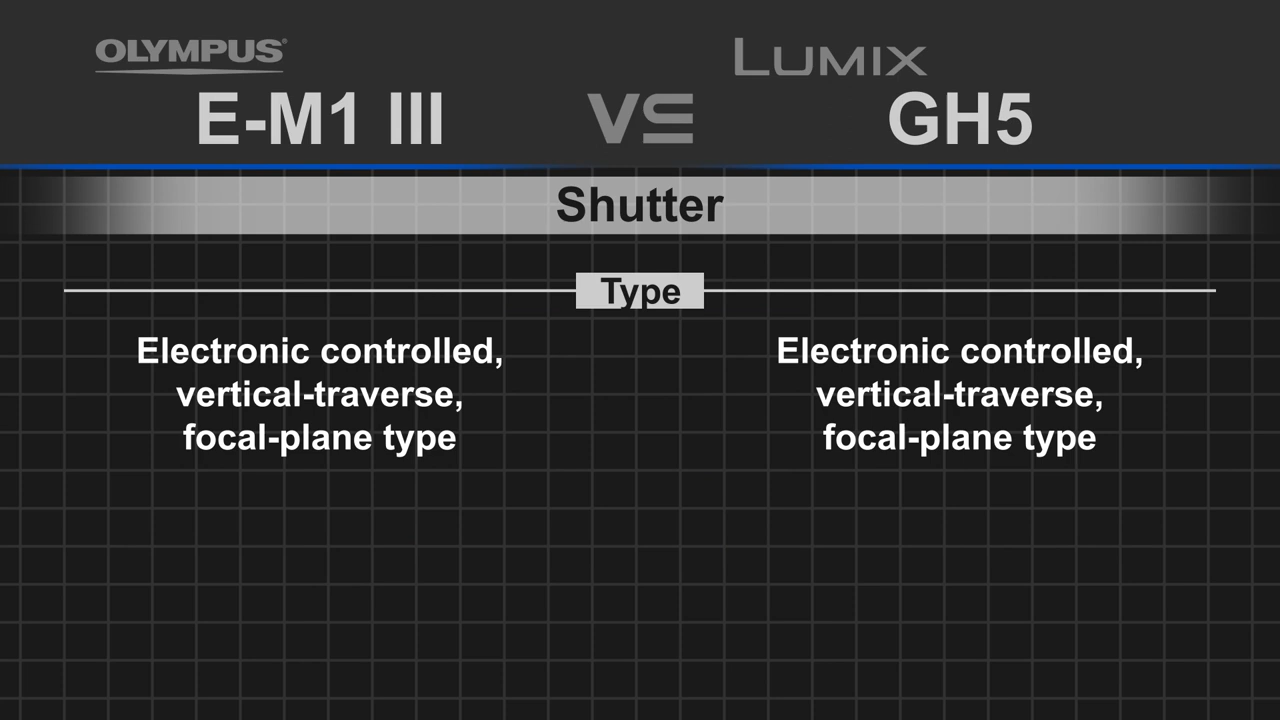 OLYMPUS®
LUMIX
E-M1 III
VS
GH5
Shutter
Type
Electronic controlled,
vertical-traverse,
focal-plane type
Electronic controlled,
vertical-traverse,
focal-plane type